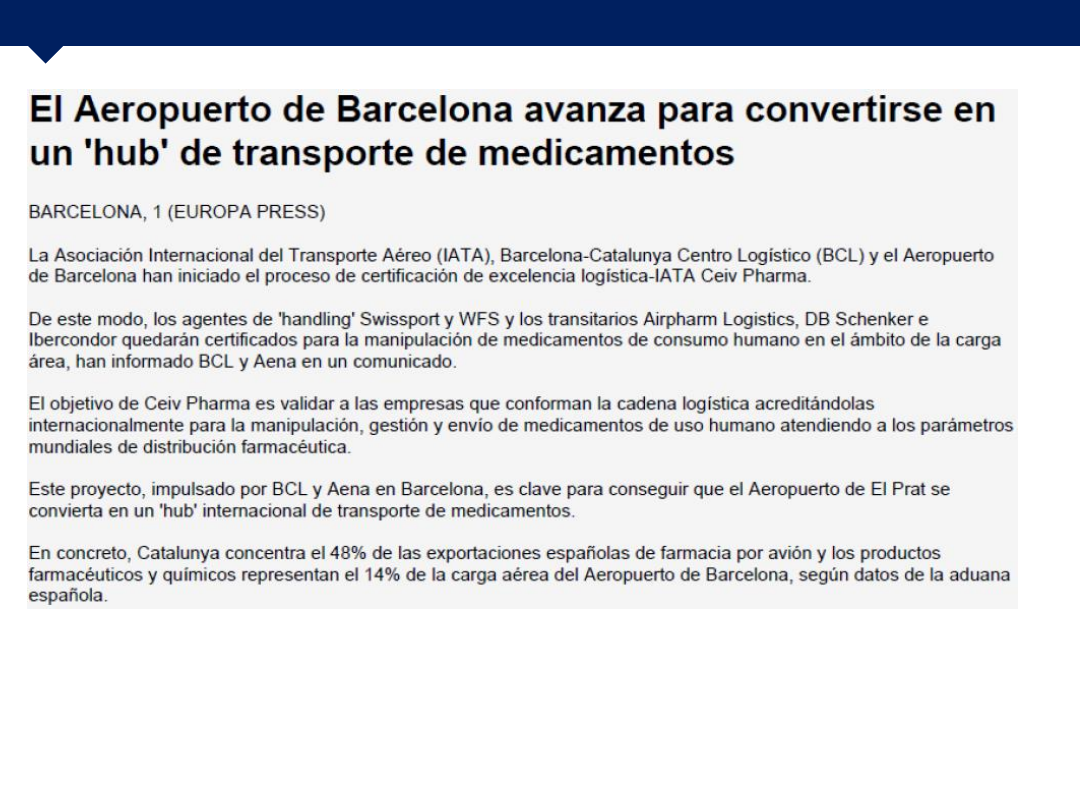 El Aeropuerto de Barcelona avanza para convertirse en
un 'hub' de transporte de medicamentos
BARCELONA, 1 (EUROPA PRESS)
La Asociación Internacional del Transporte Aéreo (IATA), Barcelona-Catalunya Centro Logístico (BCL) y el Aeropuerto
de Barcelona han iniciado el proceso de certificación de excelencia logística-IATA Ceiv Pharma.
De este modo, los agentes de 'handling' Swissport y WFS y los transitarios Airpharm Logistics, DB Schenker e
Ibercondor quedarán certificados para la manipulación de medicamentos de consumo humano en el ámbito de la carga
área, han informado BCL y Aena en un comunicado.
El objetivo de Ceiv Pharma es validar a las empresas que conforman la cadena logística acreditándolas
internacionalmente para la manipulación, gestión y envío de medicamentos de uso humano atendiendo a los parámetros
mundiales de distribución farmacéutica.
Este proyecto, impulsado por BCL y Aena en Barcelona, es clave para conseguir que el Aeropuerto de El Prat se
convierta en un 'hub' internacional de transporte de medicamentos.
En concreto, Catalunya concentra el 48% de las exportaciones españolas de farmacia por avión y los productos
farmacéuticos y químicos representan el 14% de la carga aérea del Aeropuerto de Barcelona, según datos de la aduana
española.